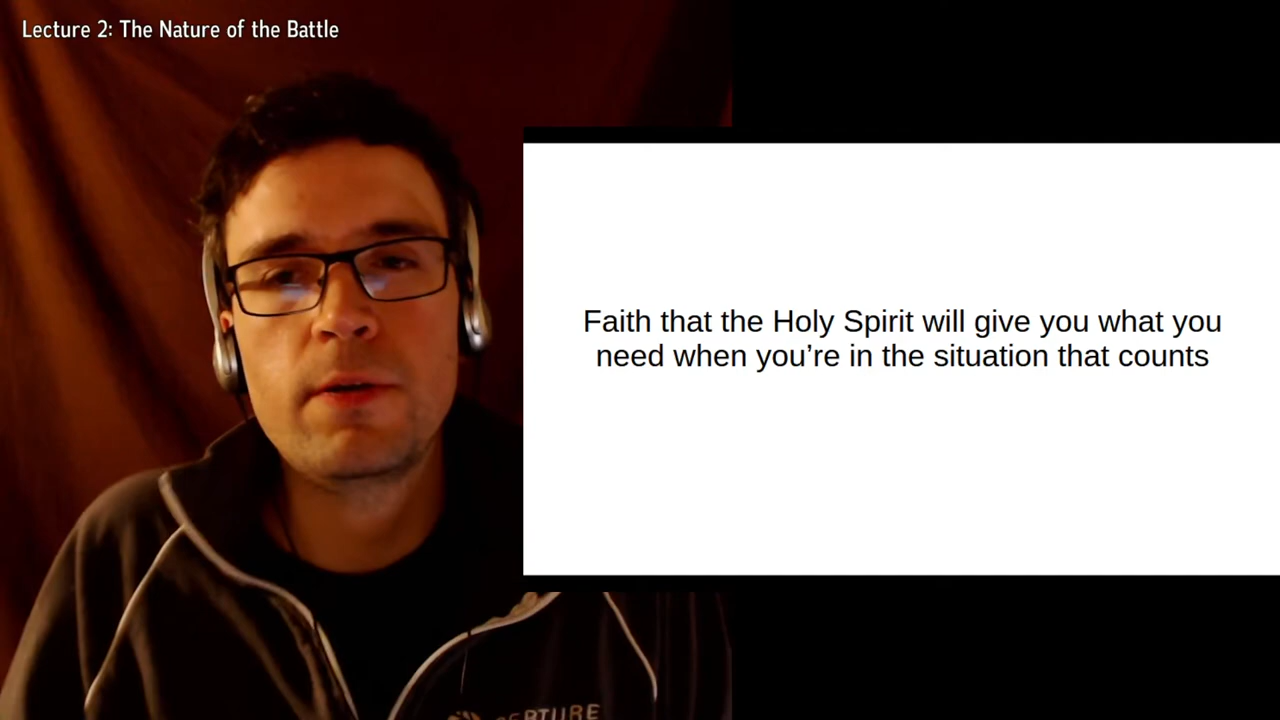 Lecture 2: The Nature of the Battle
Faith that the Holy Spirit will give you what you
need when you’re in the situation that counts